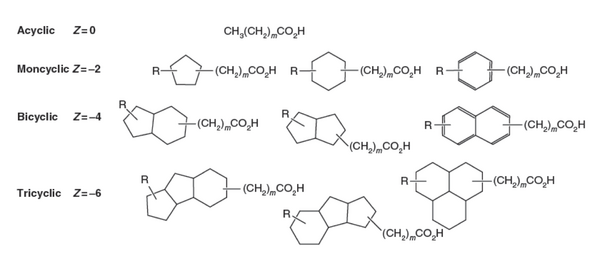 Acyclic Z=0 CH₃(CH₂)ₘCO₂H
Moncyclic Z=–2 R (CH₂)ₘCO₂H R (CH₂)ₘCO₂H R (CH₂)ₘCO₂H
Bicyclic Z=–4 R (CH₂)ₘCO₂H R (CH₂)ₘCO₂H R (CH₂)ₘCO₂H
Tricyclic Z=–6 R (CH₂)ₘCO₂H R (CH₂)ₘCO₂H R (CH₂)ₘCO₂H